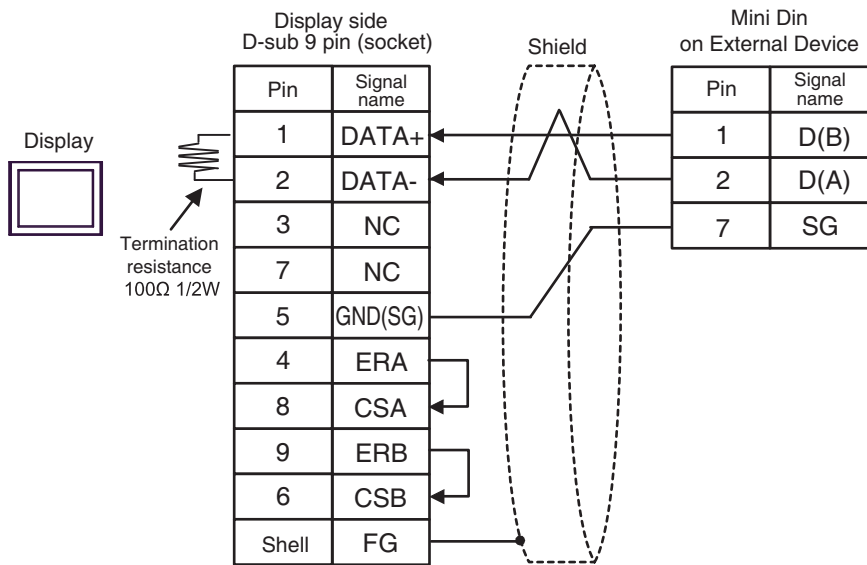 Display side
D-sub 9 pin (socket)
Shield
Mini Din
on External Device
Pin Signal name
1 DATA+
2 DATA-
3 NC
7 NC
5 GND(SG)
4 ERA
8 CSA
9 ERB
6 CSB
Shell FG
Pin Signal name
1 D(B)
2 D(A)
7 SG
Display
Termination
resistance
100Ω 1/2W